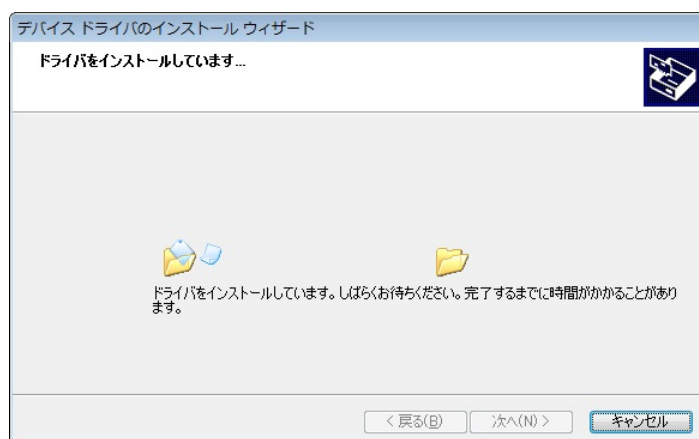 デバイス ドライバのインストール ウィザード
ドライバをインストールしています...
ドライバをインストールしています。しばらくお待ちください。完了するまでに時間がかかることがあり
ます。
< 戻る(B) 次へ(N) > キャンセル